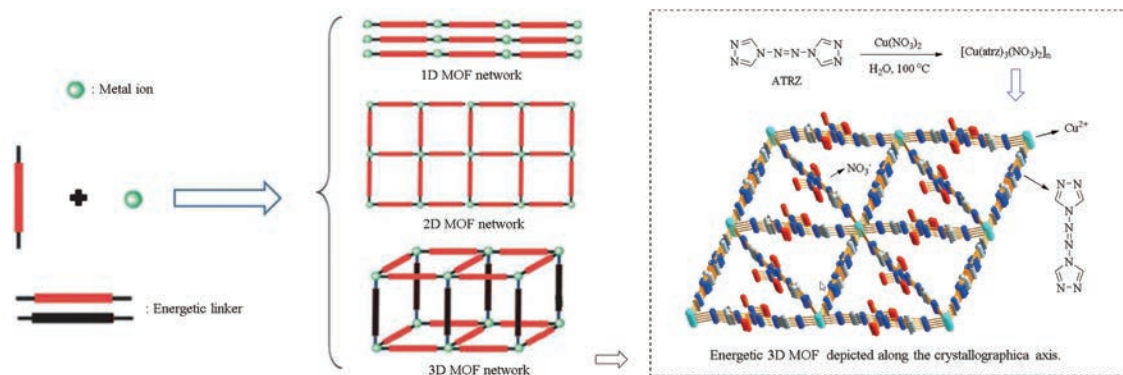 : Metal ion
: Energetic linker
1D MOF network
2D MOF network
3D MOF network
N N N-N=N-N N N
ATRZ
Cu(NO3)2
H2O, 100 °C
[Cu(atrz)3(NO3)2]n
Cu2+
NO3-
N-N
N
N
N
N
N-N
Energetic 3D MOF depicted along the crystallographica axis.